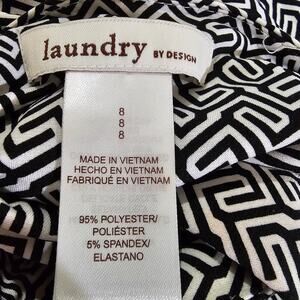 laundry BY DESIGN
8
8
8
MADE IN VIETNAM
HECHO EN VIETNAM
FABRIQUÉ EN VIETNAM
95% POLYESTER/
POLIÉSTER
5% SPANDEX/
ELASTANO